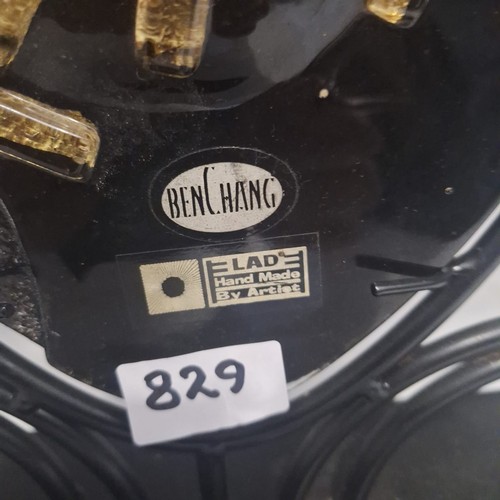 BENCHANG
LAD
Hand Made
By Artist
829